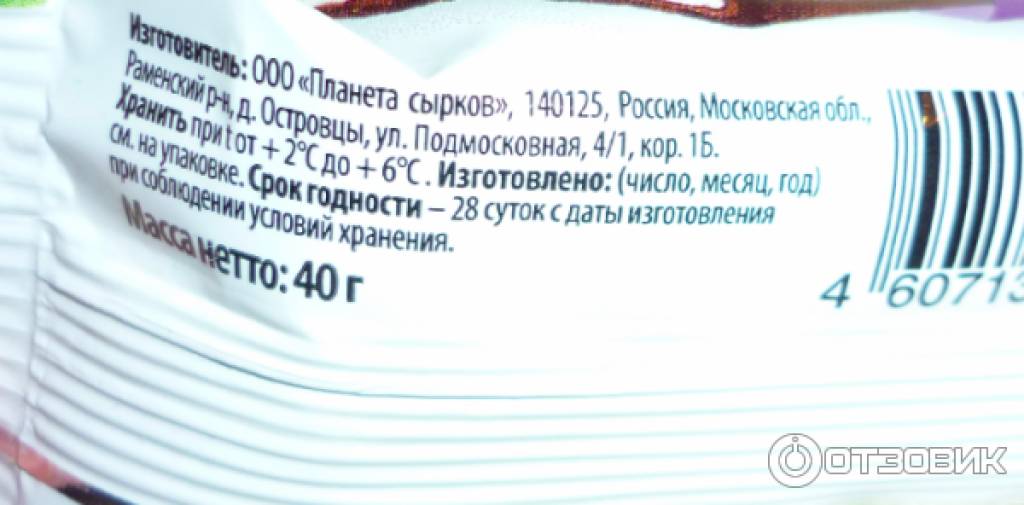 Изготовитель: ООО «Планета сырков», 140125, Россия, Московская обл.,
Раменский р-н, д. Островцы, ул. Подмосковная, 4/1, кор. 1Б.
Хранить при t от + 2°C до + 6°C. Изготовлено: (число, месяц, год)
см. на упаковке. Срок годности – 28 суток с даты изготовления
при соблюдении условий хранения.
Масса нетто: 40 г
4 60713
ОТЗОВИК